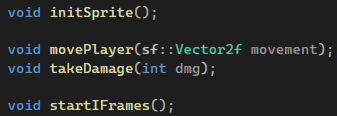 void initSprite();
void movePlayer(sf::Vector2f movement);
void takeDamage(int dmg);
void startIFrames();